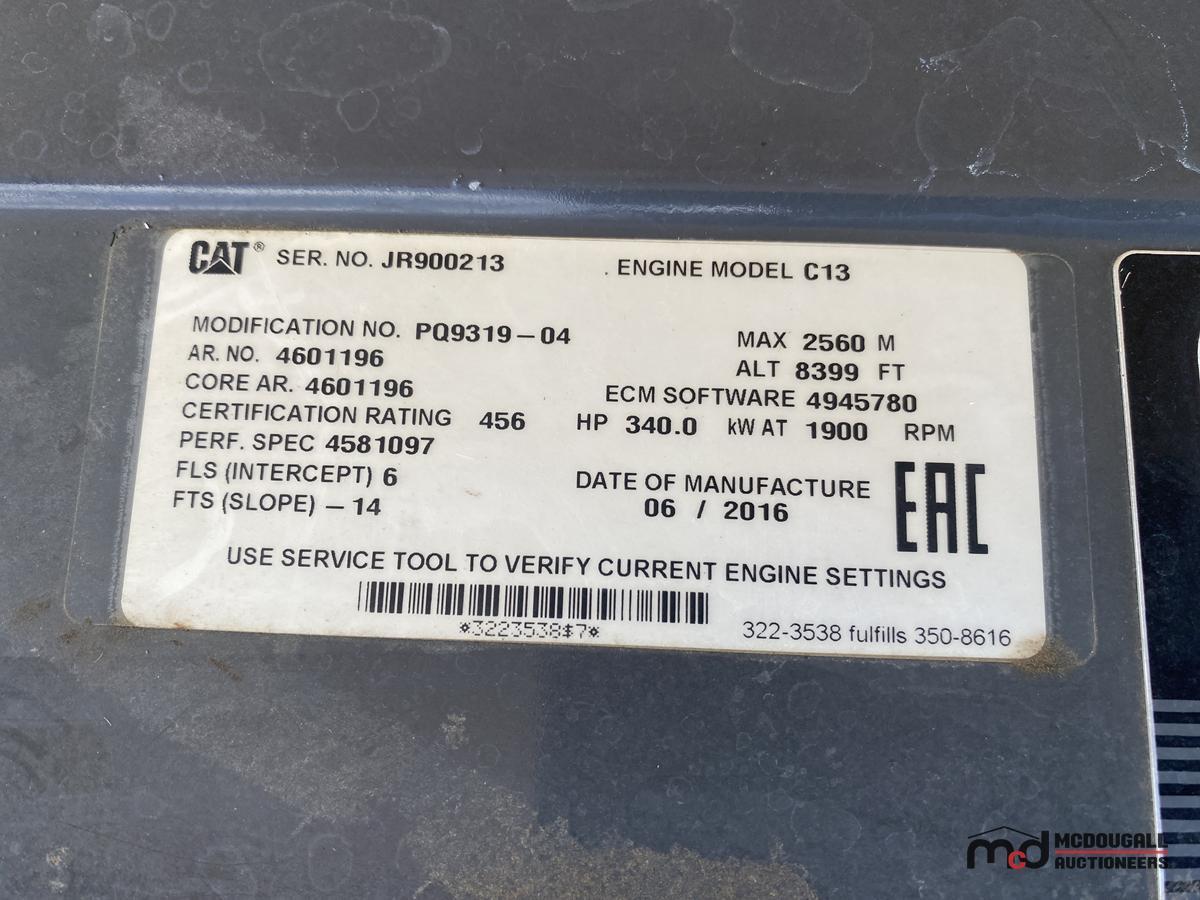 CAT® SER. NO. JR900213 . ENGINE MODEL C13
MODIFICATION NO. PQ9319-04 MAX 2560 M
AR. NO. 4601196 ALT 8399 FT
CORE AR. 4601196 ECM SOFTWARE 4945780
CERTIFICATION RATING 456 HP 340.0 kW AT 1900 RPM
PERF. SPEC 4581097
FLS (INTERCEPT) 6 DATE OF MANUFACTURE
FTS (SLOPE) -14 06 / 2016
EAC
USE SERVICE TOOL TO VERIFY CURRENT ENGINE SETTINGS
*3223538$7*
322-3538 fulfills 350-8616
mcd MCDOUGALL
AUCTIONEERS